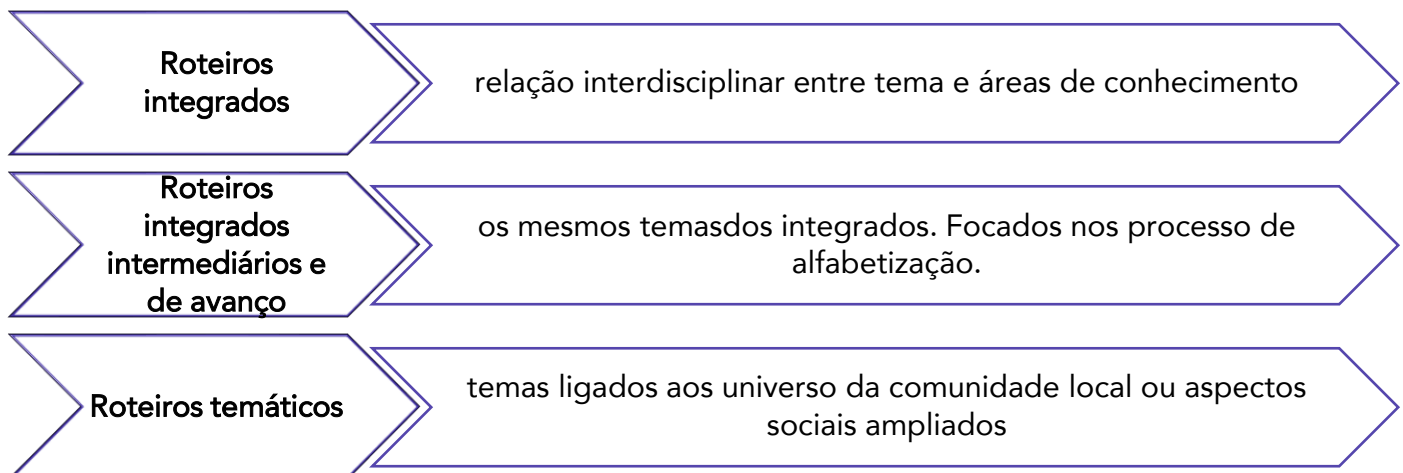 Roteiros
integrados
relação interdisciplinar entre tema e áreas de conhecimento
Roteiros
integrados
intermediários e
de avanço
os mesmos temasdos integrados. Focados nos processo de
alfabetização.
Roteiros temáticos
temas ligados aos universo da comunidade local ou aspectos
sociais ampliados